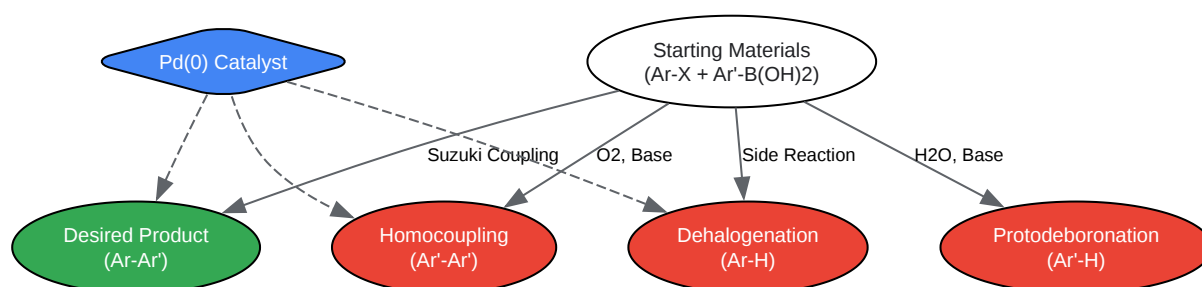 Pd(0) Catalyst
Starting Materials
(Ar-X + Ar'-B(OH)2)
Suzuki Coupling
O2, Base
Side Reaction
H2O, Base
Desired Product
(Ar-Ar')
Homocoupling
(Ar'-Ar')
Dehalogenation
(Ar-H)
Protodeboronation
(Ar'-H)